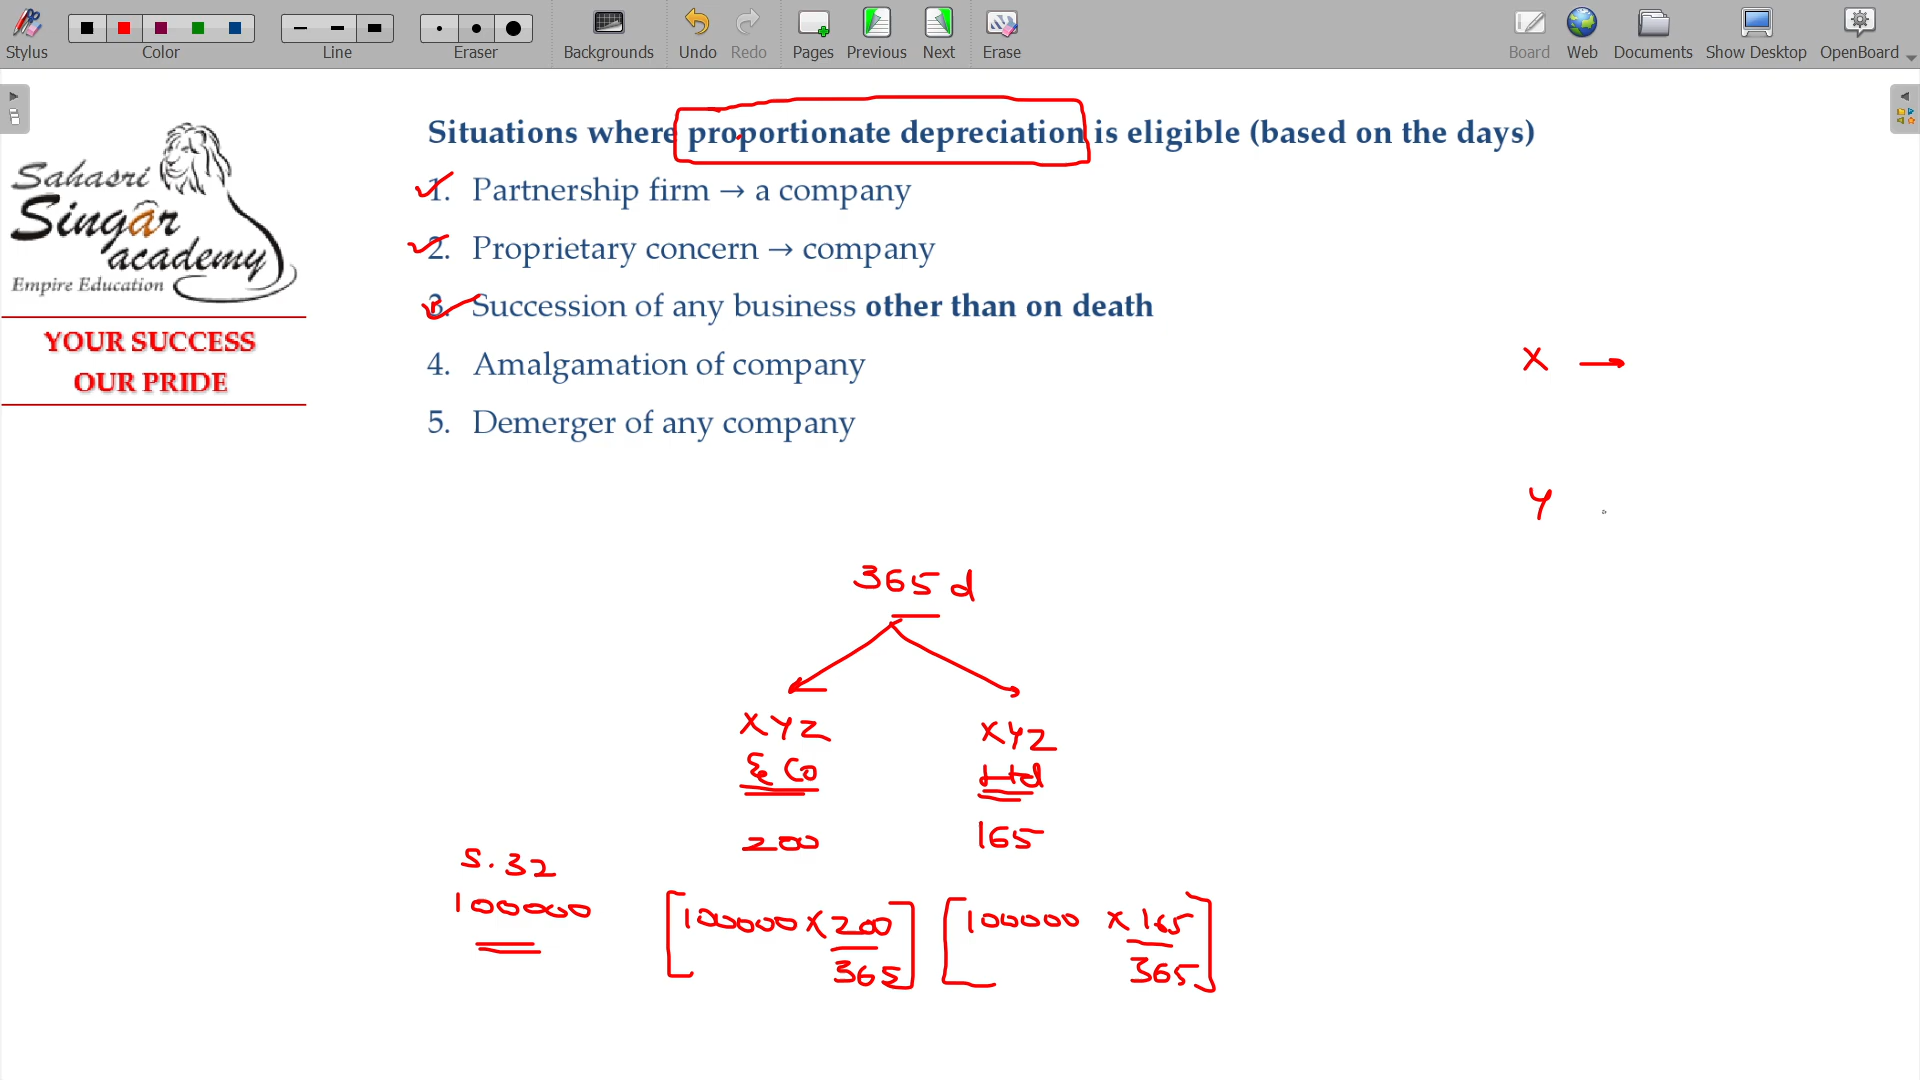 Stylus Color Line Eraser Backgrounds Undo Redo Pages Previous Next Erase Board Web Documents Show Desktop OpenBoard
Sahasri
Singar
academy
Empire Education
YOUR SUCCESS
OUR PRIDE
Situations where proportionate depreciation is eligible (based on the days)
1. Partnership firm → a company
2. Proprietary concern → company
3. Succession of any business other than on death
4. Amalgamation of company
5. Demerger of any company
X →
Y
365 d
XYZ XYZ
& Co Ltd
200 165
S. 32
100000
[100000 x 200/365] [100000 x 165/365]